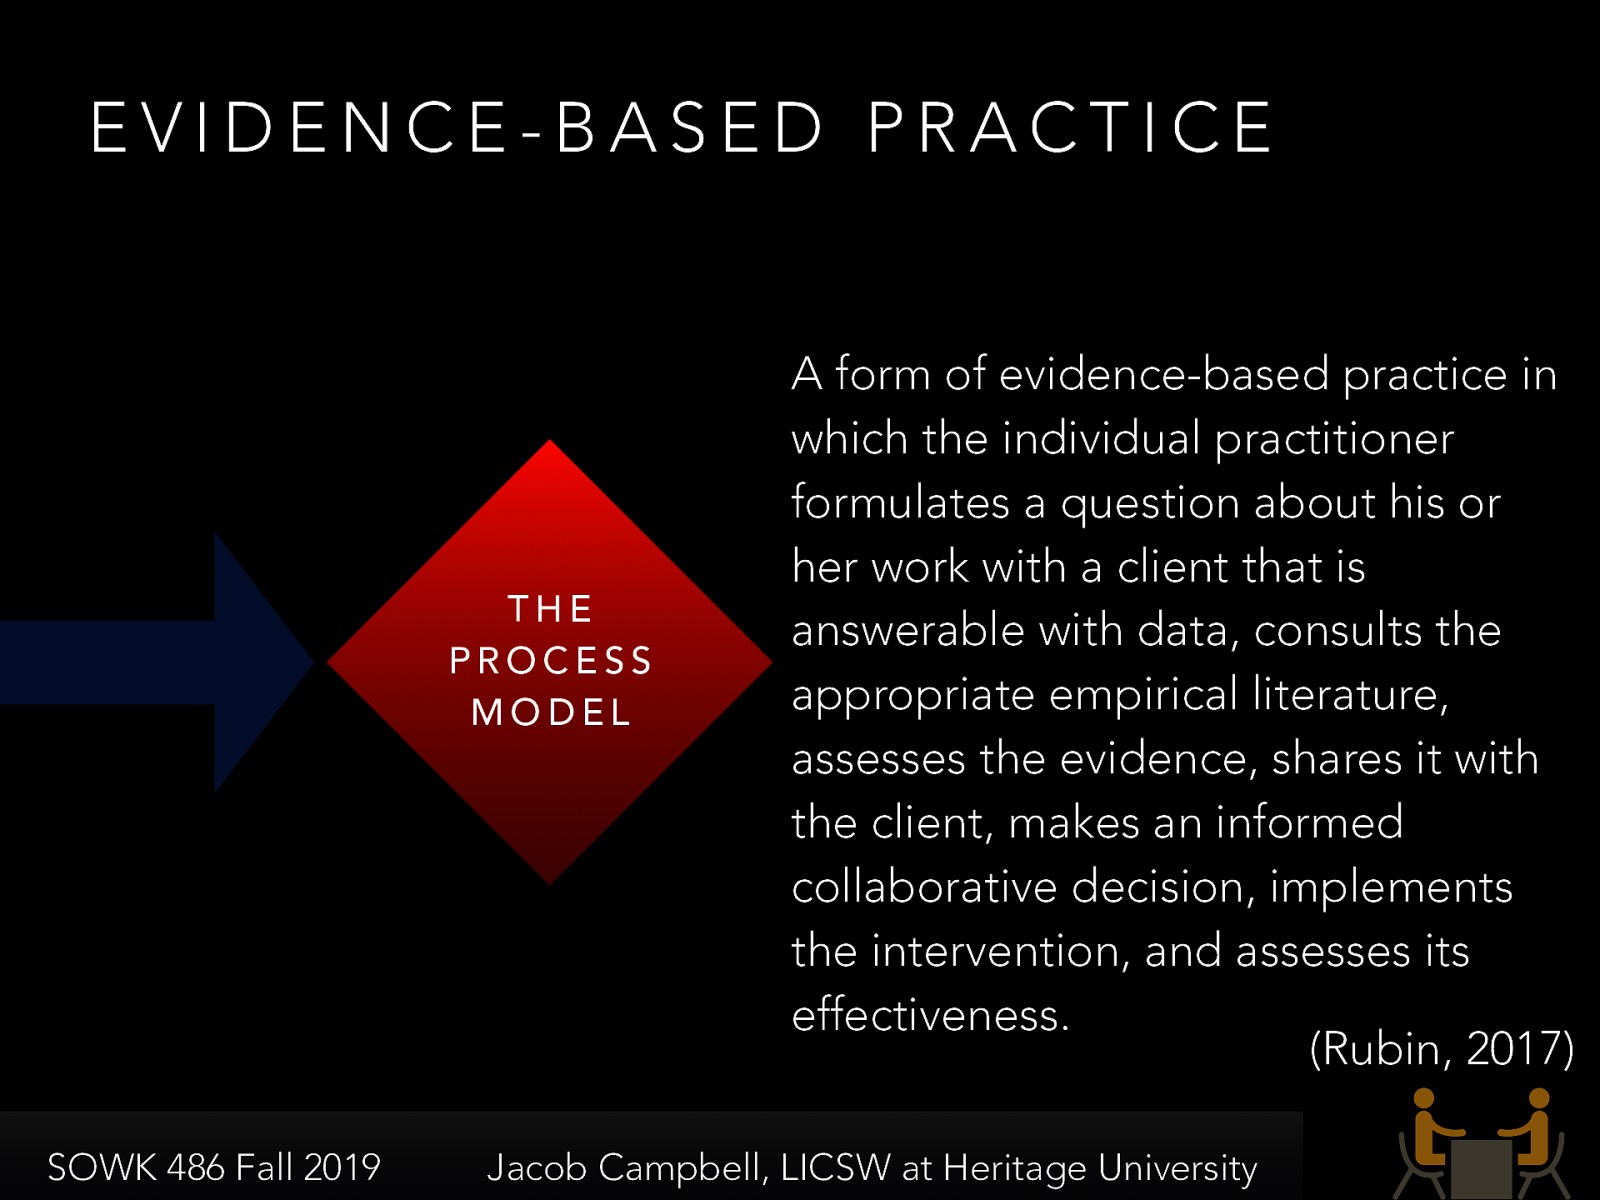 EVIDENCE-BASED PRACTICE
THE
PROCESS
MODEL
A form of evidence-based practice in
which the individual practitioner
formulates a question about his or
her work with a client that is
answerable with data, consults the
appropriate empirical literature,
assesses the evidence, shares it with
the client, makes an informed
collaborative decision, implements
the intervention, and assesses its
effectiveness.
(Rubin, 2017)
SOWK 486 Fall 2019
Jacob Campbell, LICSW at Heritage University